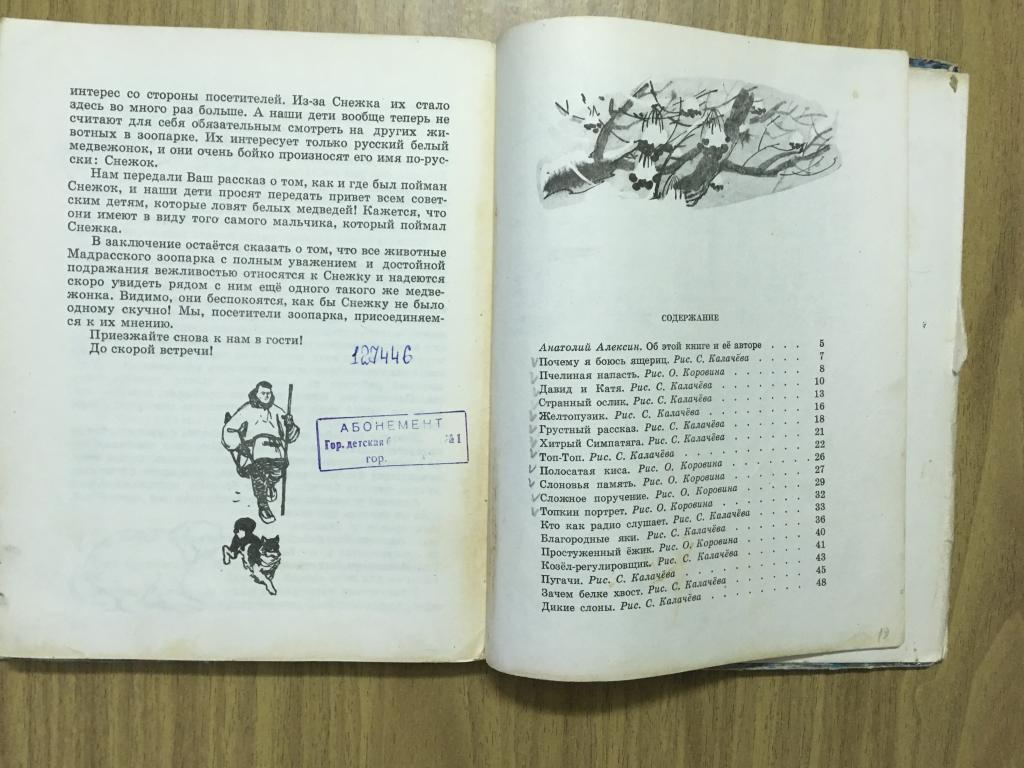 интерес со стороны посетителей. Из-за Снежка их стало
здесь во много раз больше. А наши дети вообще теперь не
считают для себя обязательным смотреть на других жи-
вотных в зоопарке. Их интересует только русский белый
медвежонок, и они очень бойко произносят его имя по-рус-
ски: Снежок.
Нам передали Ваш рассказ о том, как и где был пойман
Снежок, и наши дети просят передать привет всем совет-
ским детям, которые ловят белых медведей! Кажется, что
они имеют в виду того самого мальчика, который поймал
Снежка.
В заключение остаётся сказать о том, что все животные
Мадрасского зоопарка с полным уважением и достойной
подражания вежливостью относятся к Снежку и надеются
скоро увидеть рядом с ним ещё одного такого же медве-
жонка. Видимо, они беспокоятся, как бы Снежку не было
одному скучно! Мы, посетители зоопарка, присоединяем-
ся к их мнению.
Приезжайте снова к нам в гости!
До скорой встречи!
127446
АБОНЕМЕНТ
Гор. детская № 1
гор.
СОДЕРЖАНИЕ
Анатолий Алексин. Об этой книге и её авторе . . . 5
Почему я боюсь ящериц. Рис. С. Калачёва . . . . 7
Пчелиная напасть. Рис. О. Коровина . . . . . . 8
Давид и Катя. Рис. С. Калачёва . . . . . . . 10
Странный ослик. Рис. С. Калачёва . . . . . . 13
Желтопузик. Рис. С. Калачёва . . . . . . . 16
Грустный рассказ. Рис. С. Калачёва . . . . . . 18
Хитрый Симпатяга. Рис. С. Калачёва . . . . . . 21
Топ-Топ. Рис. С. Калачёва . . . . . . . . 22
Полосатая киса. Рис. О. Коровина . . . . . . 26
Слоновья память. Рис. О. Коровина . . . . . . 27
Сложное поручение. Рис. О. Коровина . . . . . 29
Топкин портрет. Рис. О. Коровина . . . . . . 32
Кто как радио слушает. Рис. С. Калачёва . . . . 33
Благородные яки. Рис. С. Калачёва . . . . . . 36
Простуженный ёжик. Рис. О. Коровина . . . . . 40
Козёл-регулировщик. Рис. С. Калачёва . . . . . 41
Пугачи. Рис. С. Калачёва . . . . . . . . 43
Зачем белке хвост. Рис. С. Калачёва . . . . . 45
Дикие слоны. Рис. С. Калачёва . . . . . . . 48
19